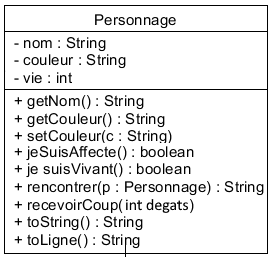 Personnage
- nom : String
- couleur : String
- vie : int
+ getNom() : String
+ getCouleur() : String
+ setCouleur(c : String)
+ jeSuisAffecte() : boolean
+ je suisVivant() : boolean
+ rencontrer(p : Personnage) : String
+ recevoirCoup(int degats)
+ toString() : String
+ toLigne() : String